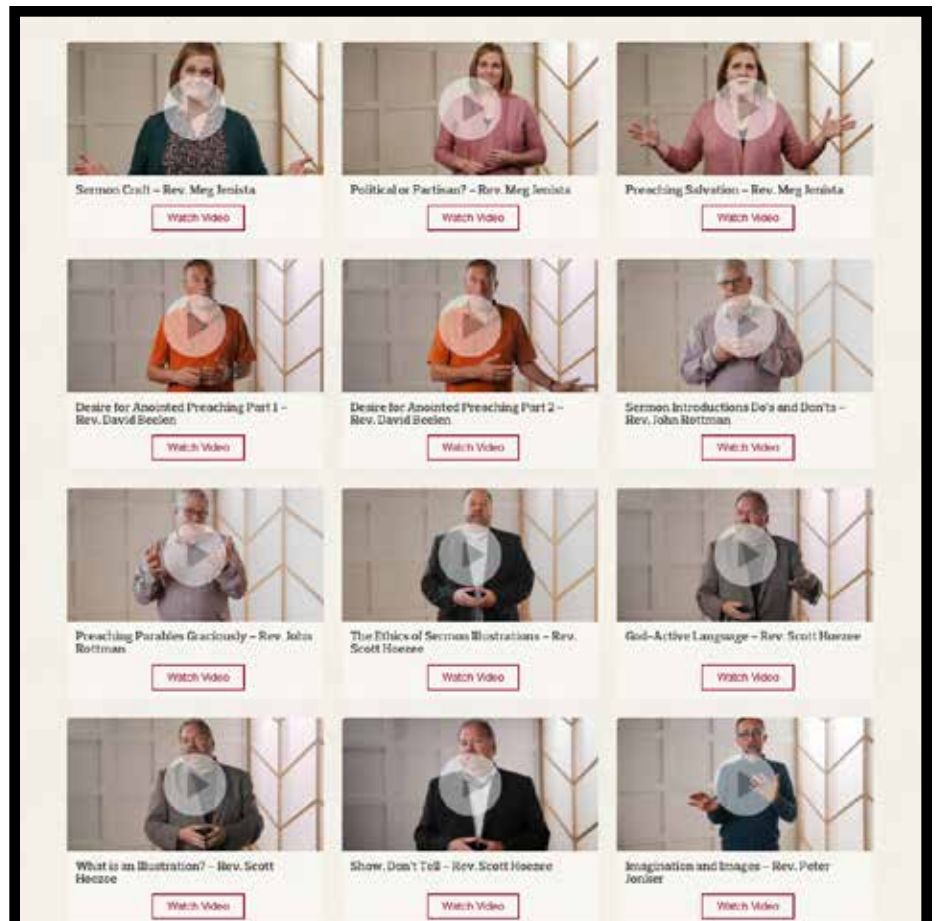 Sermon Craft – Rev. Meg Jenista
Watch Video
Political or Partisan? – Rev. Meg Jenista
Watch Video
Preaching Salvation – Rev. Meg Jenista
Watch Video
Desire for Anointed Preaching Part 1 –
Rev. David Beelen
Watch Video
Desire for Anointed Preaching Part 2 –
Rev. David Beelen
Watch Video
Sermon Introductions Do's and Don'ts –
Rev. John Rottman
Watch Video
Preaching Parables Graciously – Rev. John
Rottman
Watch Video
The Ethics of Sermon Illustrations – Rev.
Scott Hoezee
Watch Video
God-Active Language – Rev. Scott Hoezee
Watch Video
What is an Illustration? – Rev. Scott
Hoezee
Watch Video
Show, Don't Tell – Rev. Scott Hoezee
Watch Video
Imagination and Images – Rev. Peter
Jonker
Watch Video